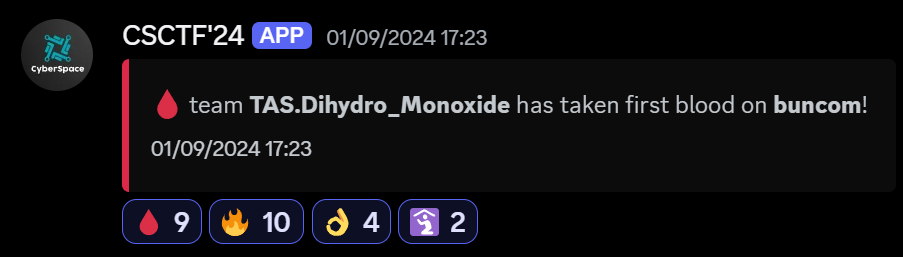 CSCTF'24 APP 01/09/2024 17:23
CyberSpace
🩸 team TAS.Dihydro_Monoxide has taken first blood on buncom!
01/09/2024 17:23
🩸 9 🔥 10 👌 4 🛐 2